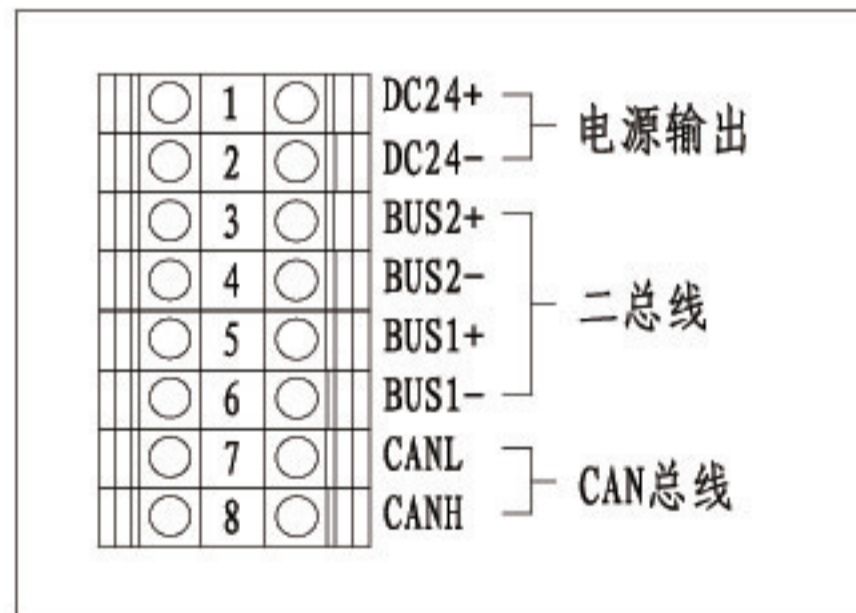 1 DC24+
2 DC24-
电源输出
3 BUS2+
4 BUS2-
二总线
5 BUS1+
6 BUS1-
7 CANL
CAN总线
8 CANH